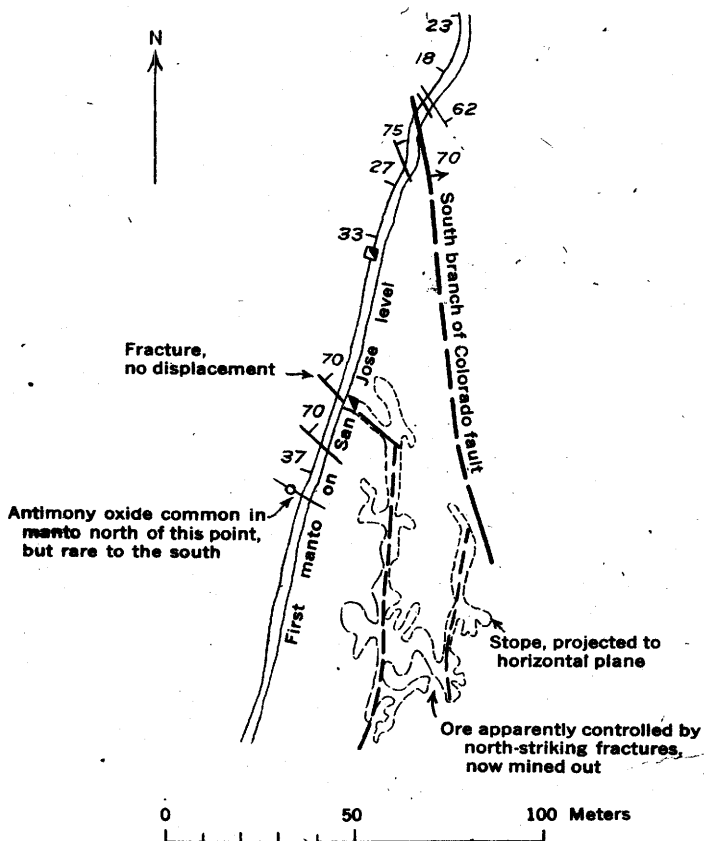 23
N
18
62
75
70
27
South branch of Colorado fault
33
First manto on San Jose level
Fracture,
no displacement
70
70
37
Antimony oxide common in
manto north of this point,
but rare to the south
Stope, projected to
horizontal plane
Ore apparently controlled by
north-striking fractures,
now mined out
0 50 100 Meters